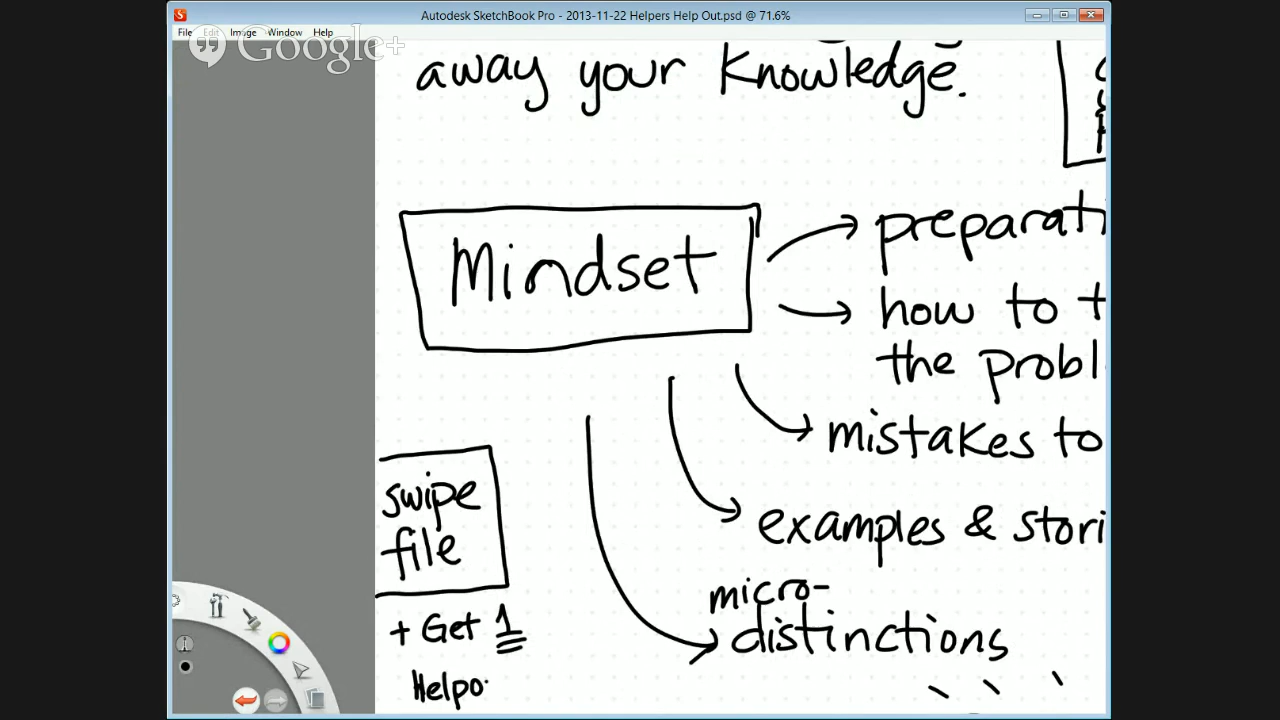 Autodesk SketchBook Pro - 2013-11-22 Helpers Help Out.psd @ 71.6%
File Edit Image Window Help
Google+
away your knowledge.
Mindset
preparati
how to t
the probl
mistakes to
examples & stori
micro-
distinctions
swipe
file
+ Get 1
Helpo